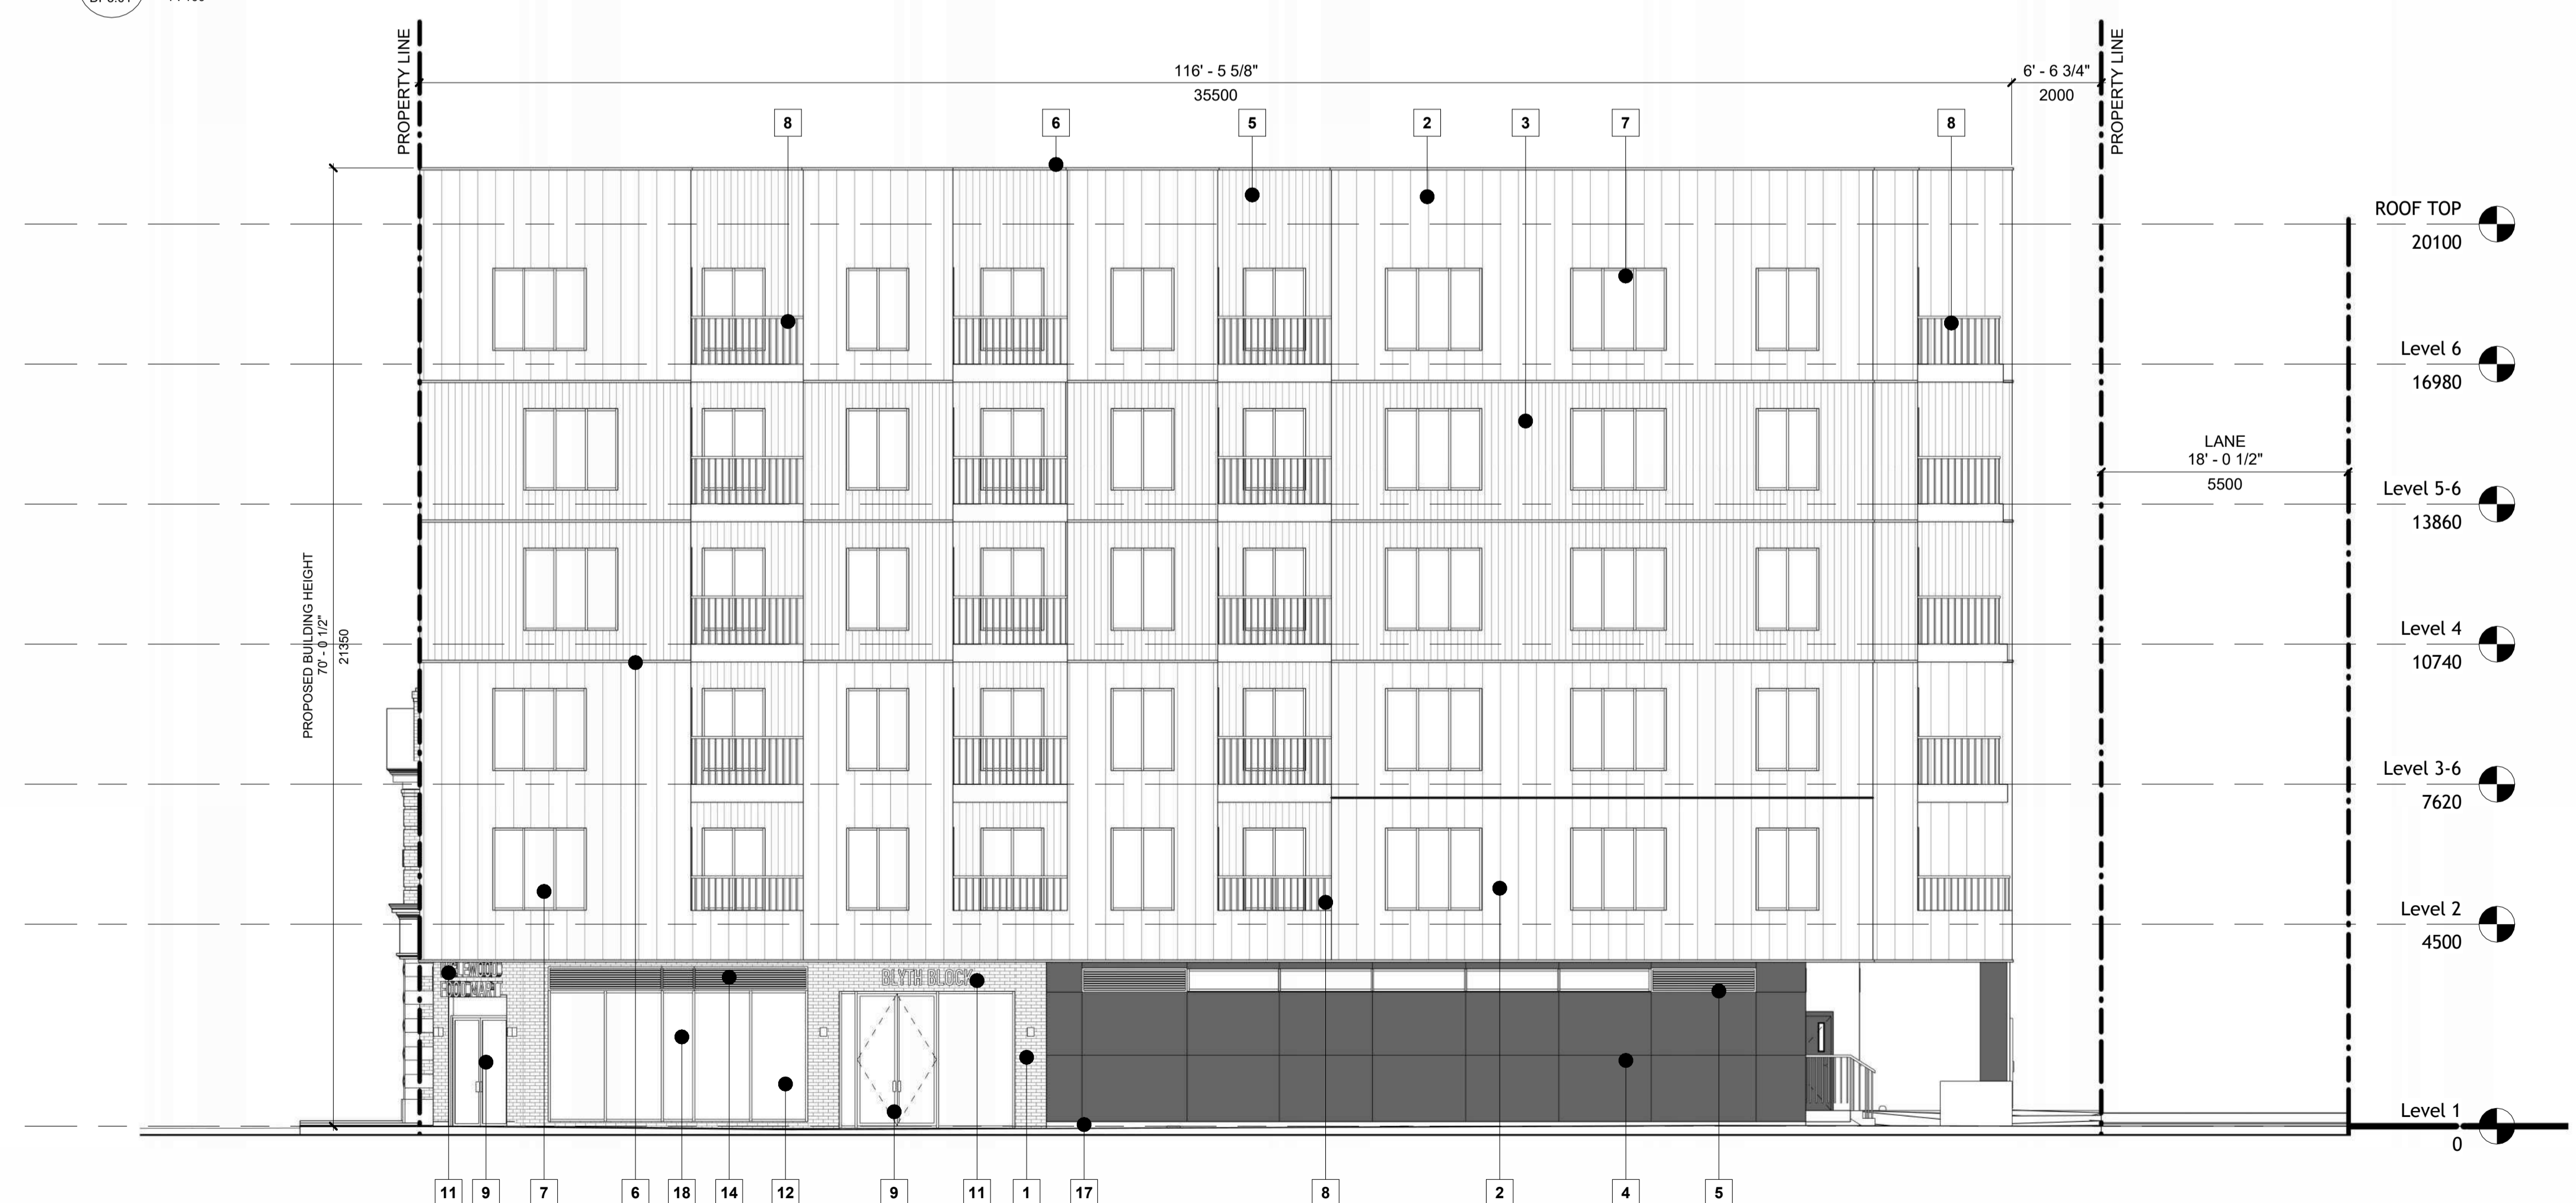 PROPERTY LINE
116' - 5 5/8"
35500
6' - 6 3/4"
2000
PROPERTY LINE
8
6
5
2
3
7
8
ROOF TOP
20100
Level 6
16980
LANE
18' - 0 1/2"
5500
Level 5-6
13860
PROPOSED BUILDING HEIGHT
70' - 0 1/2"
21350
Level 4
10740
Level 3-6
7620
Level 2
4500
BLYTH BLOCK
Level 1
0
11
9
7
6
18
14
12
9
11
1
17
8
2
4
5